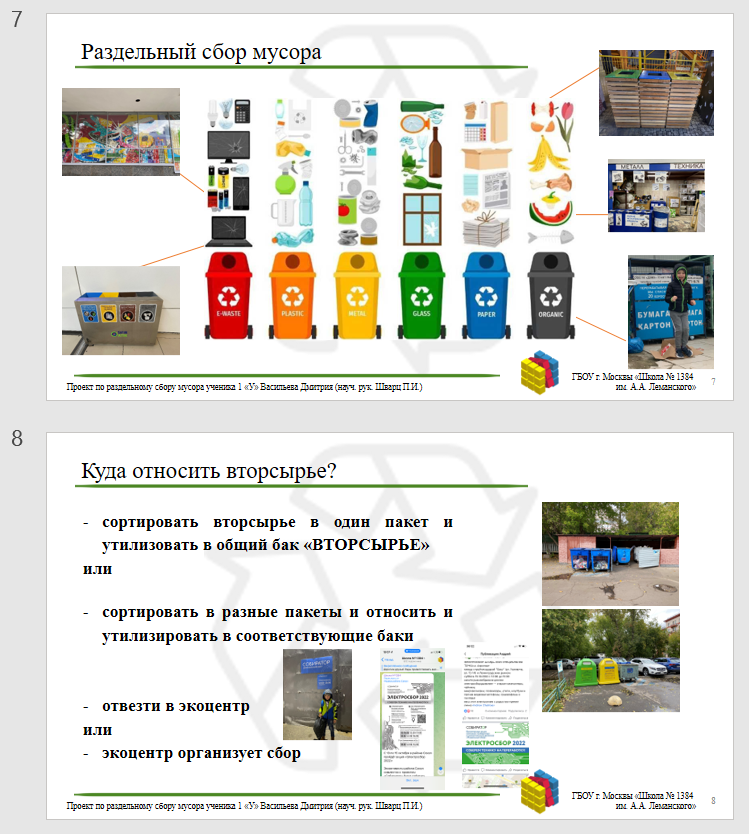 7
Раздельный сбор мусора
МЕТАЛЛ
ТЕХНИКА
E-WASTE
PLASTIC
METAL
GLASS
PAPER
ORGANIC
БУМАГА
КАРТОН КАРТОН
Проект по раздельному сбору мусора ученика 1 «У» Васильева Дмитрия (науч. рук. Шварц П.И.)
ГБОУ г. Москвы «Школа № 1384
им. А.А. Леманского»
7
8
Куда относить вторсырье?
- сортировать вторсырье в один пакет и
утилизовать в общий бак «ВТОРСЫРЬЕ»
или
- сортировать в разные пакеты и относить и
утилизировать в соответствующие баки
- отвезти в экоцентр
или
- экоцентр организует сбор
СОБИРАТОР
ЭЛЕКТРОСБОР 2022
СОБИРАТОР
ЭЛЕКТРОСБОР 2022
Проект по раздельному сбору мусора ученика 1 «У» Васильева Дмитрия (науч. рук. Шварц П.И.)
ГБОУ г. Москвы «Школа № 1384
им. А.А. Леманского»
8